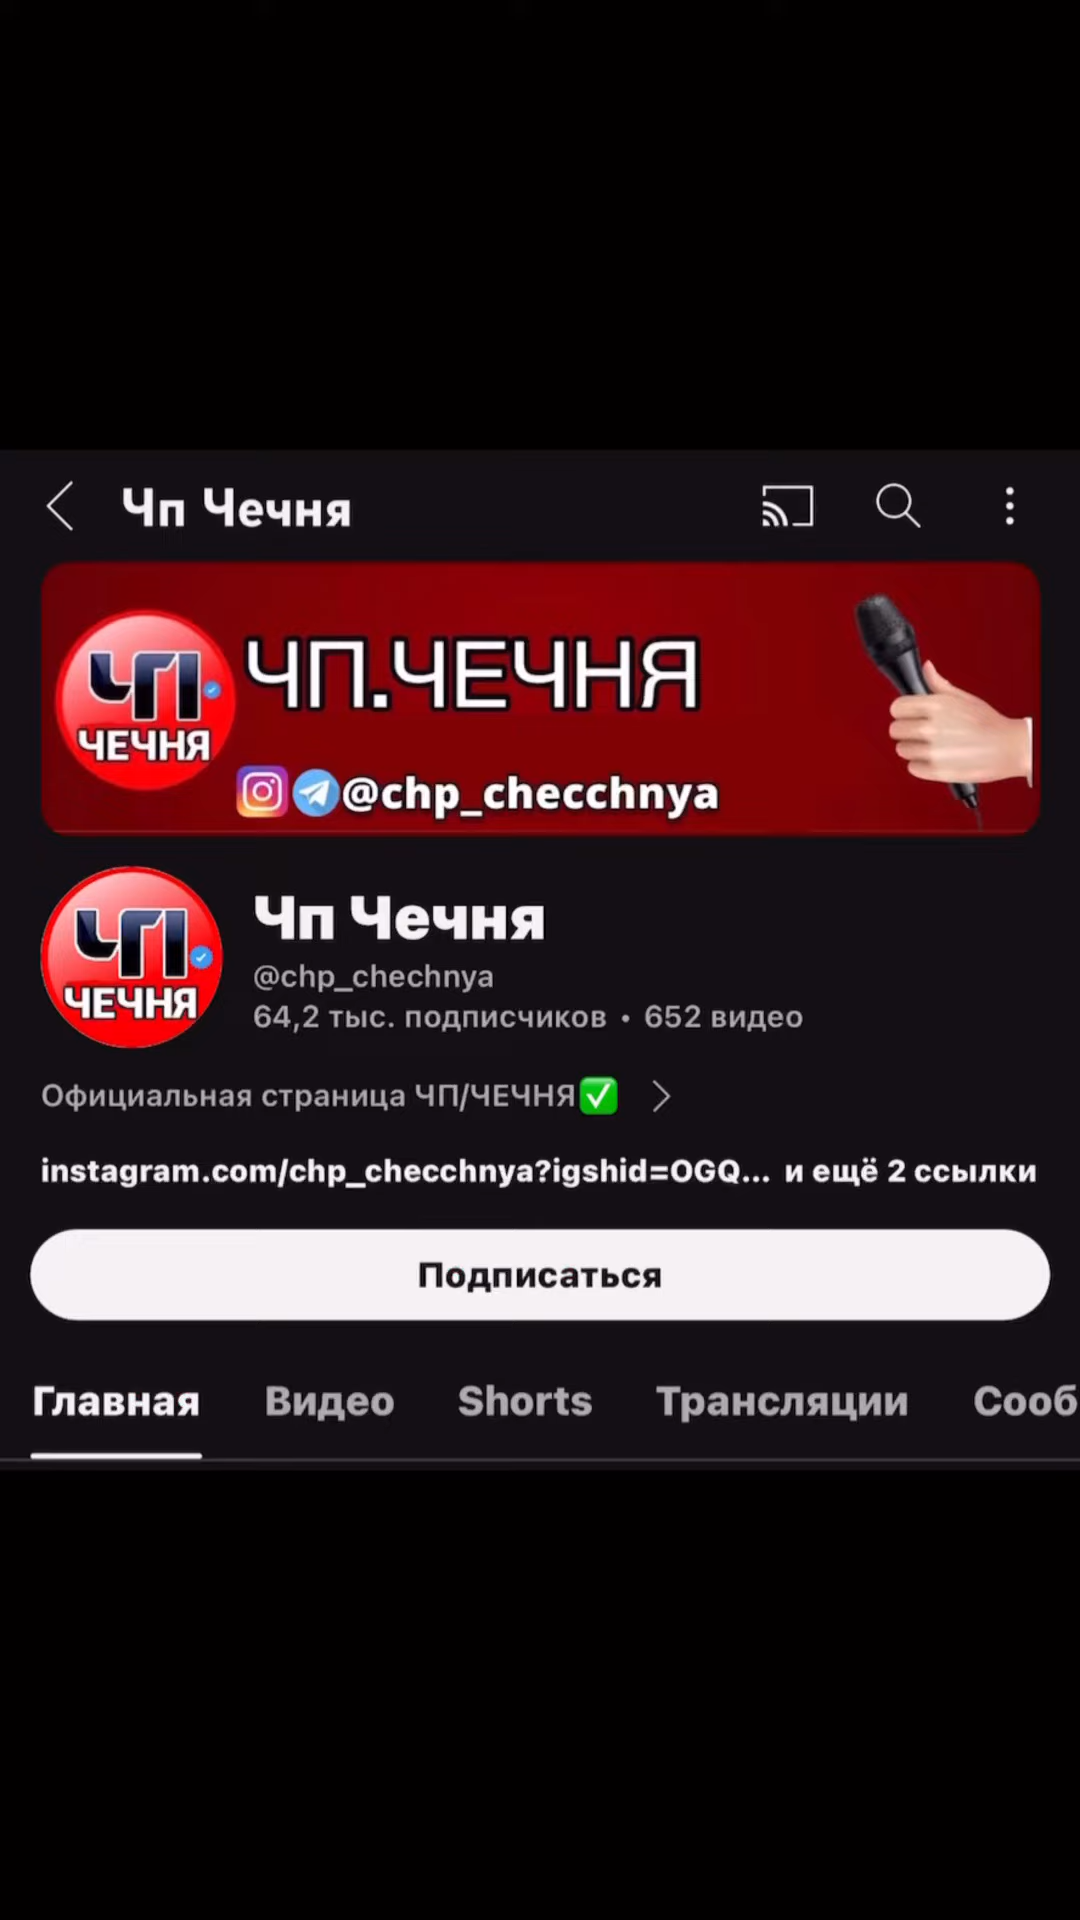 Чп Чечня
ЧП
ЧЕЧНЯ
ЧП.ЧЕЧНЯ
@chp_checchnya
ЧП
ЧЕЧНЯ
Чп Чечня
@chp_chechnya
64,2 тыс. подписчиков • 652 видео
Официальная страница ЧП/ЧЕЧНЯ✅
instagram.com/chp_checchnya?igshid=OGQ... и ещё 2 ссылки
Подписаться
Главная Видео Shorts Трансляции Сооб